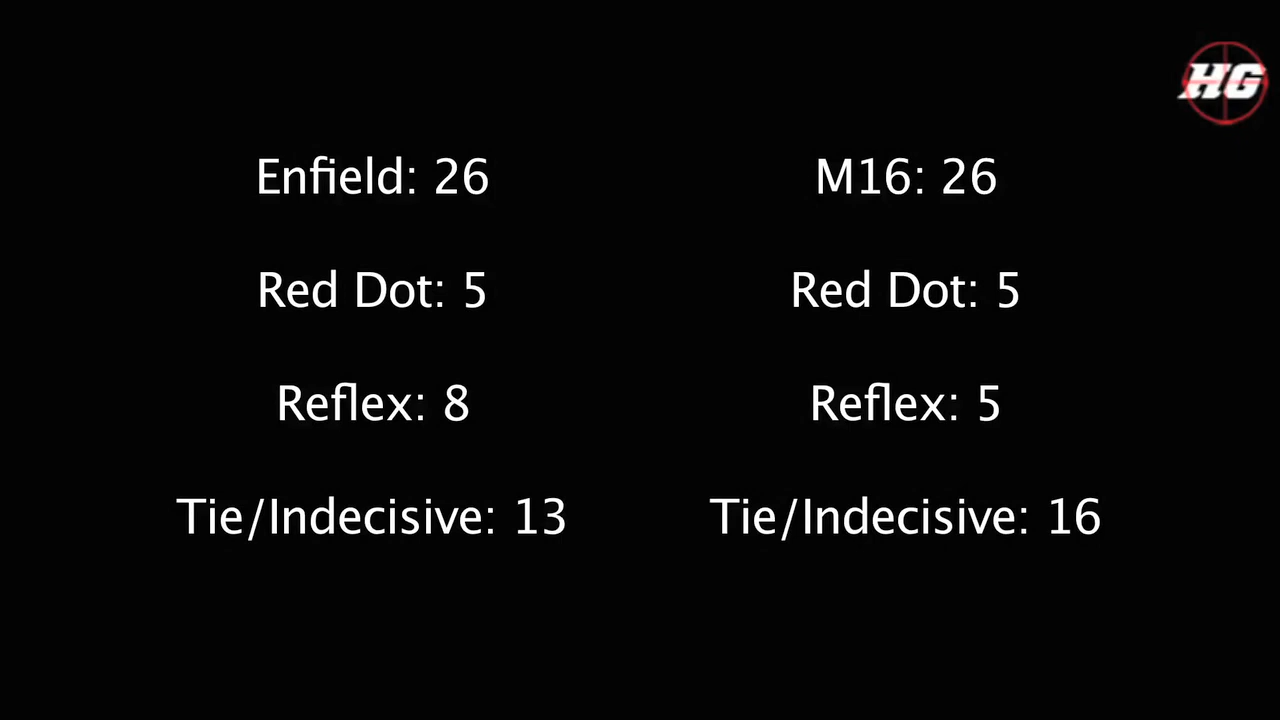 HG
Enfield: 26
M16: 26
Red Dot: 5
Red Dot: 5
Reflex: 8
Reflex: 5
Tie/Indecisive: 13
Tie/Indecisive: 16